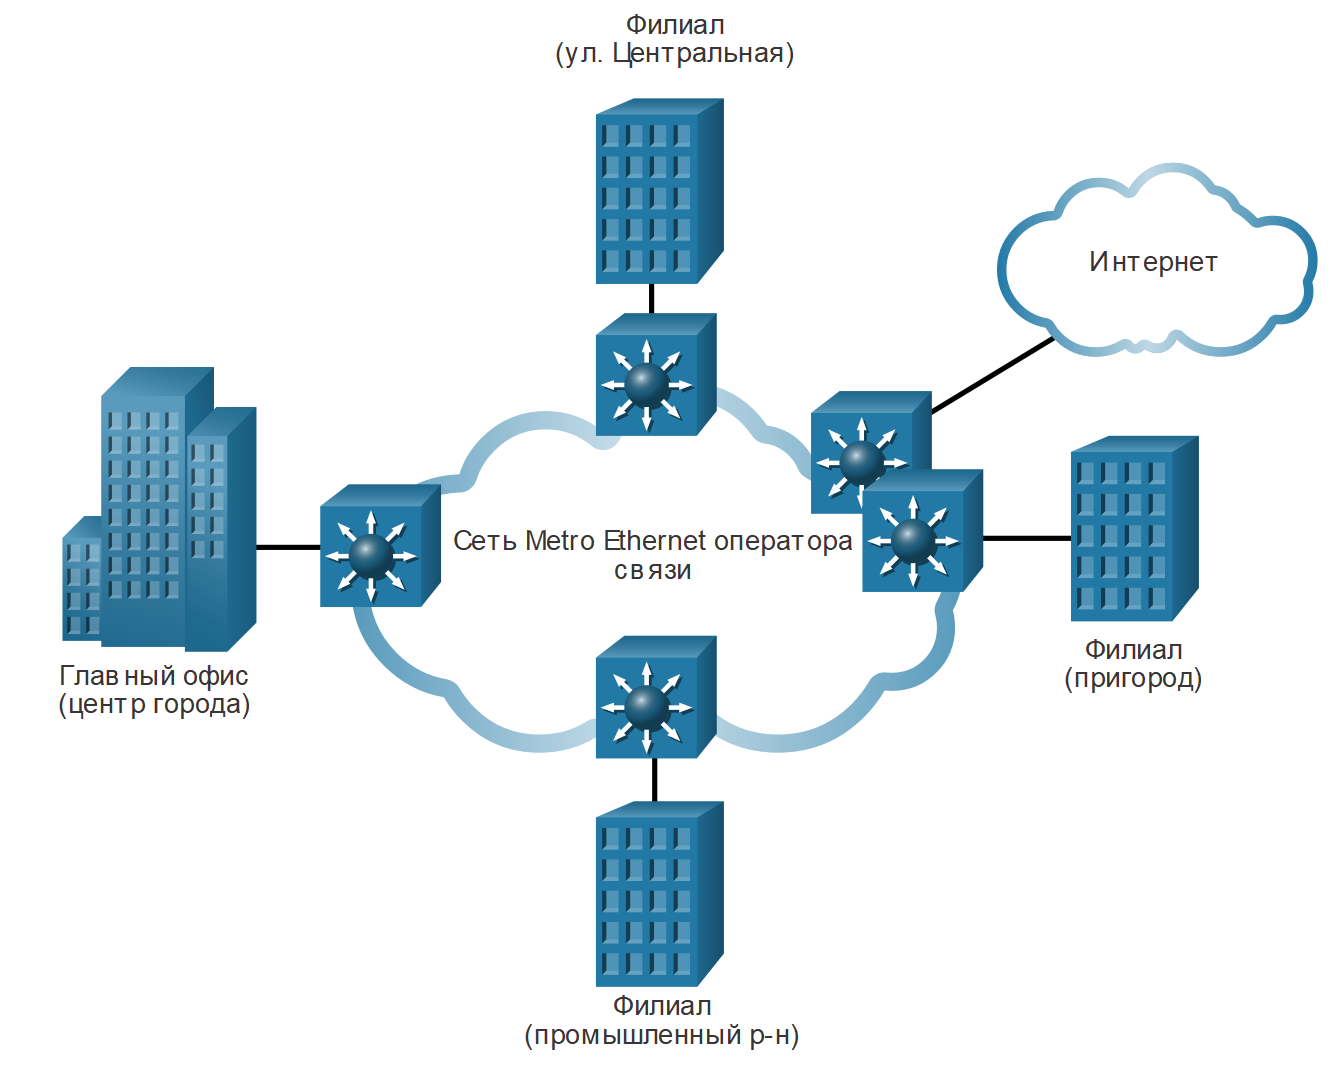 Филиал
(ул. Центральная)
Интернет
Сеть Metro Ethernet оператора
связи
Главный офис
(центр города)
Филиал
(пригород)
Филиал
(промышленный р-н)